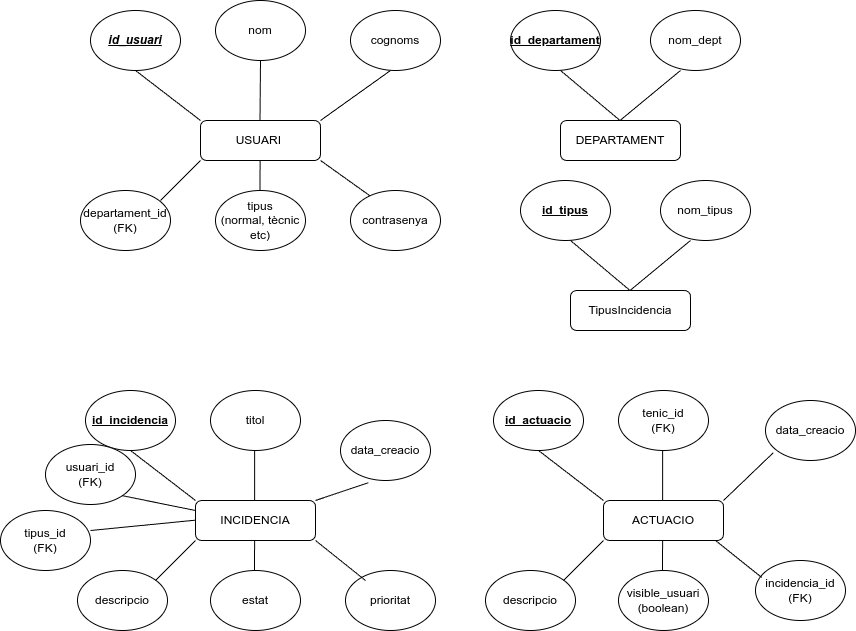 id_usuari
nom
cognoms
USUARI
departament_id
(FK)
tipus
(normal, tècnic
etc)
contrasenya
id_departament
nom_dept
DEPARTAMENT
id_tipus
nom_tipus
TipusIncidencia
id_incidencia
titol
data_creacio
usuari_id
(FK)
tipus_id
(FK)
INCIDENCIA
descripcio
estat
prioritat
id_actuacio
tenic_id
(FK)
data_creacio
ACTUACIO
descripcio
visible_usuari
(boolean)
incidencia_id
(FK)